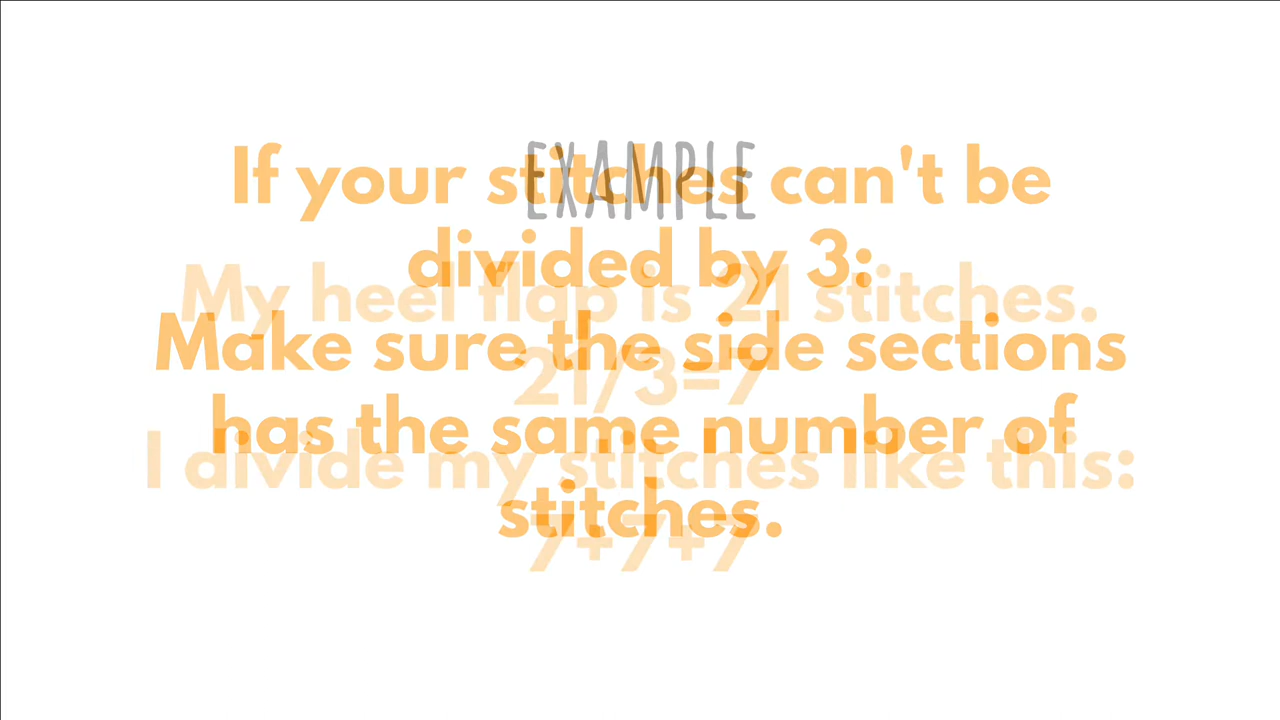 EXAMPLE
If your stitches can't be
divided by 3:
Make sure the side sections
has the same number of
stitches.
My heel flap is 21 stitches.
21/3=7
I divide my stitches like this:
7+7+7